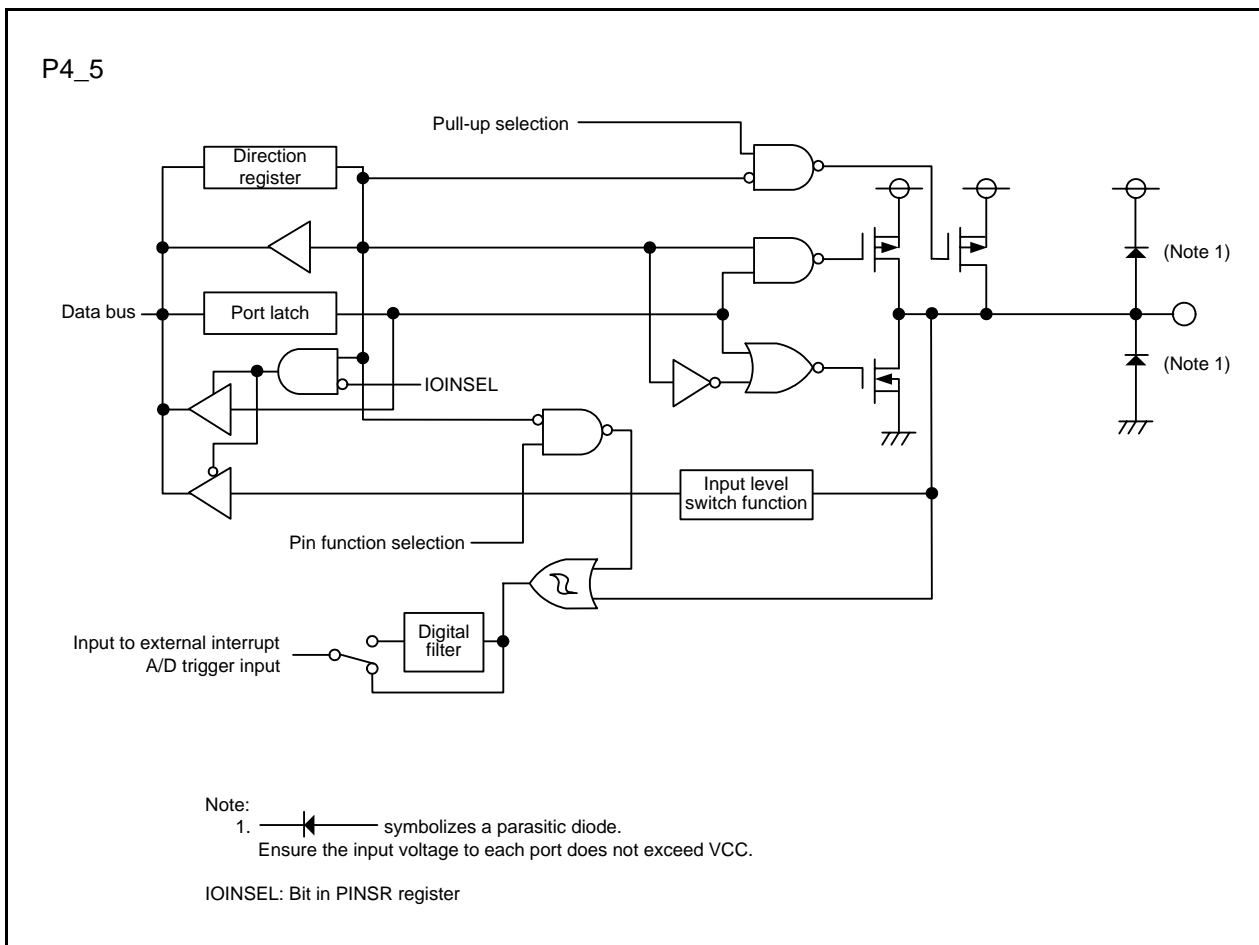 P4_5
Pull-up selection
Direction
register
Data bus
Port latch
IOINSEL
(Note 1)
(Note 1)
Input level
switch function
Pin function selection
Digital
filter
Input to external interrupt
A/D trigger input
Note:
1. symbolizes a parasitic diode.
Ensure the input voltage to each port does not exceed VCC.
IOINSEL: Bit in PINSR register